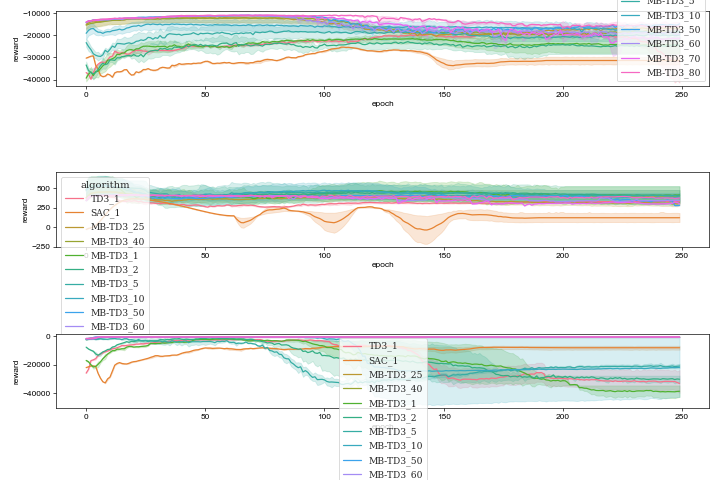 MB-TD3_5
MB-TD3_10
MB-TD3_50
MB-TD3_60
MB-TD3_70
MB-TD3_80
−10000
−20000
−30000
−40000
reward
0
50
100
150
200
250
epoch
algorithm
TD3_1
SAC_1
MB-TD3_25
MB-TD3_40
MB-TD3_1
MB-TD3_2
MB-TD3_5
MB-TD3_10
MB-TD3_50
MB-TD3_60
500
250
0
−250
reward
50
100
150
200
250
epoch
TD3_1
SAC_1
MB-TD3_25
MB-TD3_40
MB-TD3_1
MB-TD3_2
MB-TD3_5
MB-TD3_10
MB-TD3_50
MB-TD3_60
0
−20000
−40000
reward
0
50
100
150
200
250